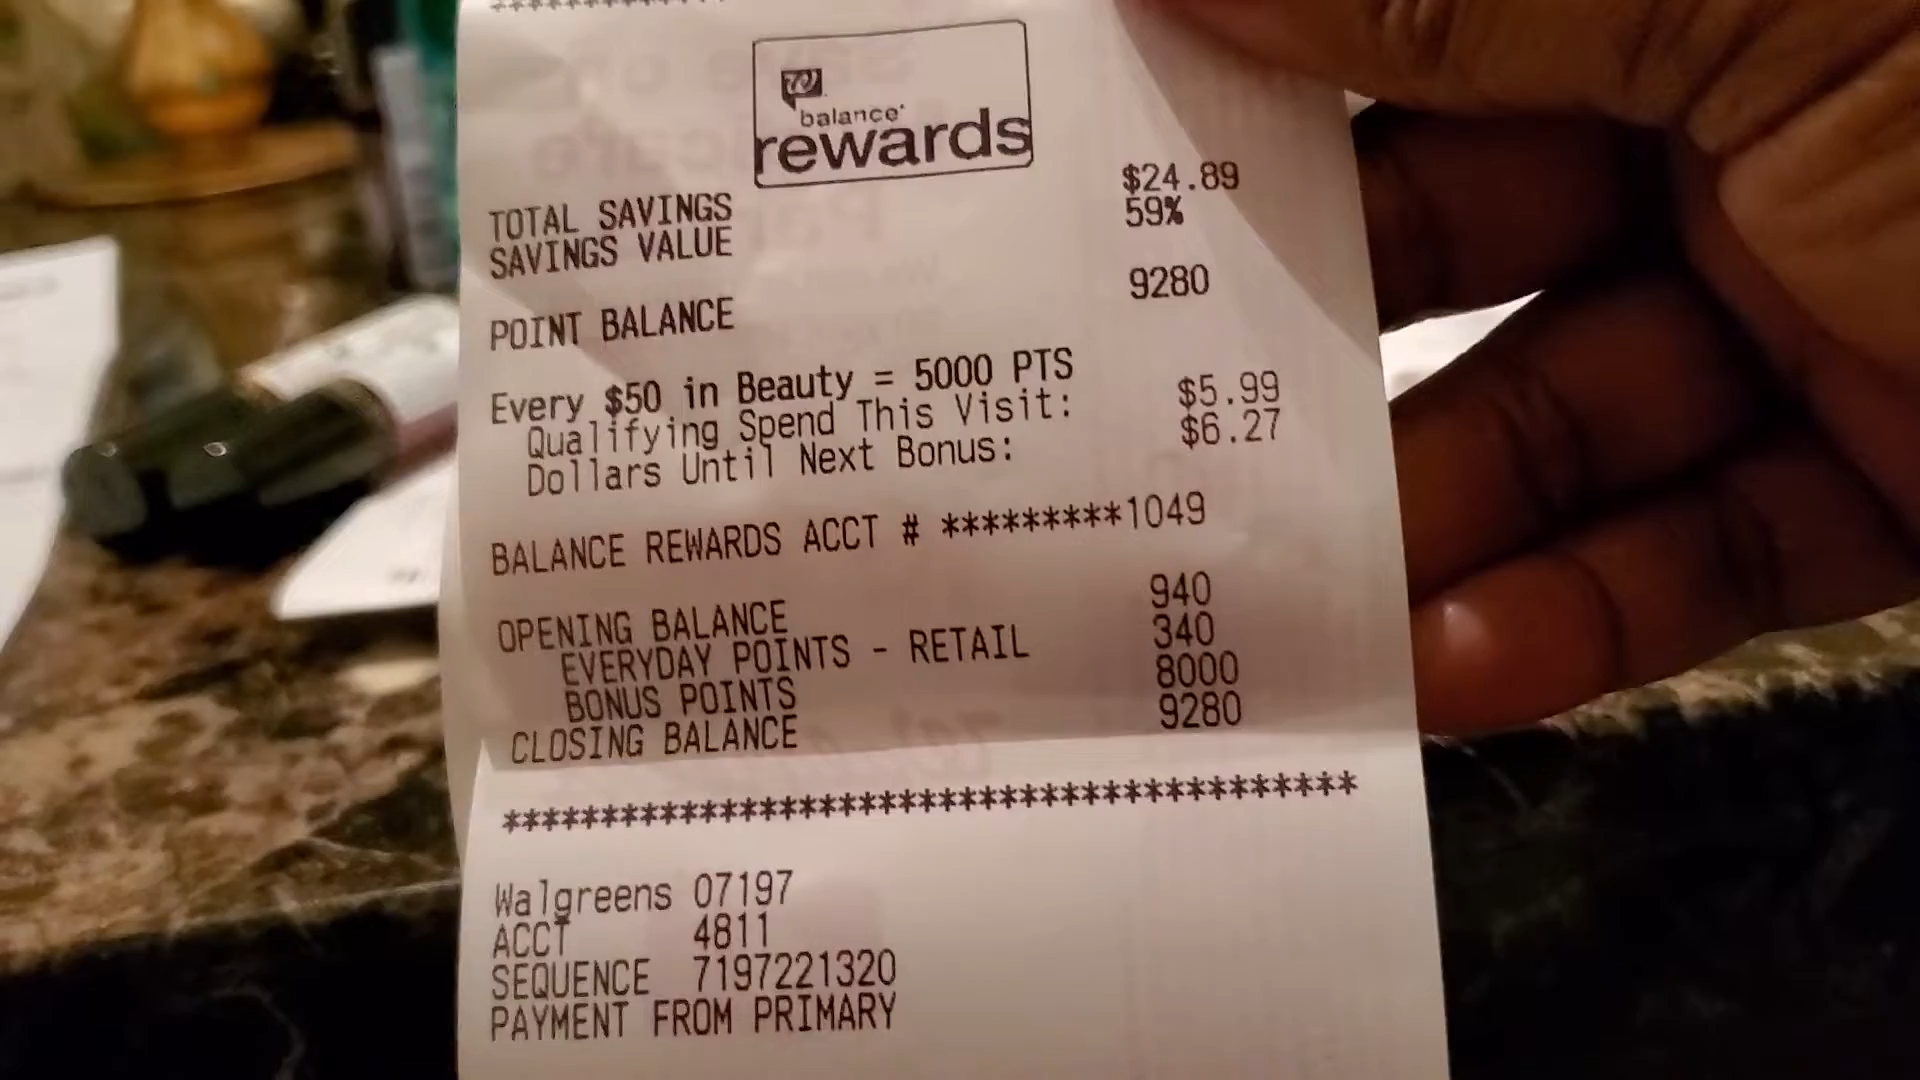 ********************
W
balance
rewards
TOTAL SAVINGS $24.89
SAVINGS VALUE 59%
POINT BALANCE 9280
Every $50 in Beauty = 5000 PTS
Qualifying Spend This Visit: $5.99
Dollars Until Next Bonus: $6.27
BALANCE REWARDS ACCT # *********1049
OPENING BALANCE 940
EVERYDAY POINTS - RETAIL 340
BONUS POINTS 8000
CLOSING BALANCE 9280
*******************************************
Walgreens 07197
ACCT 4811
SEQUENCE 7197221320
PAYMENT FROM PRIMARY